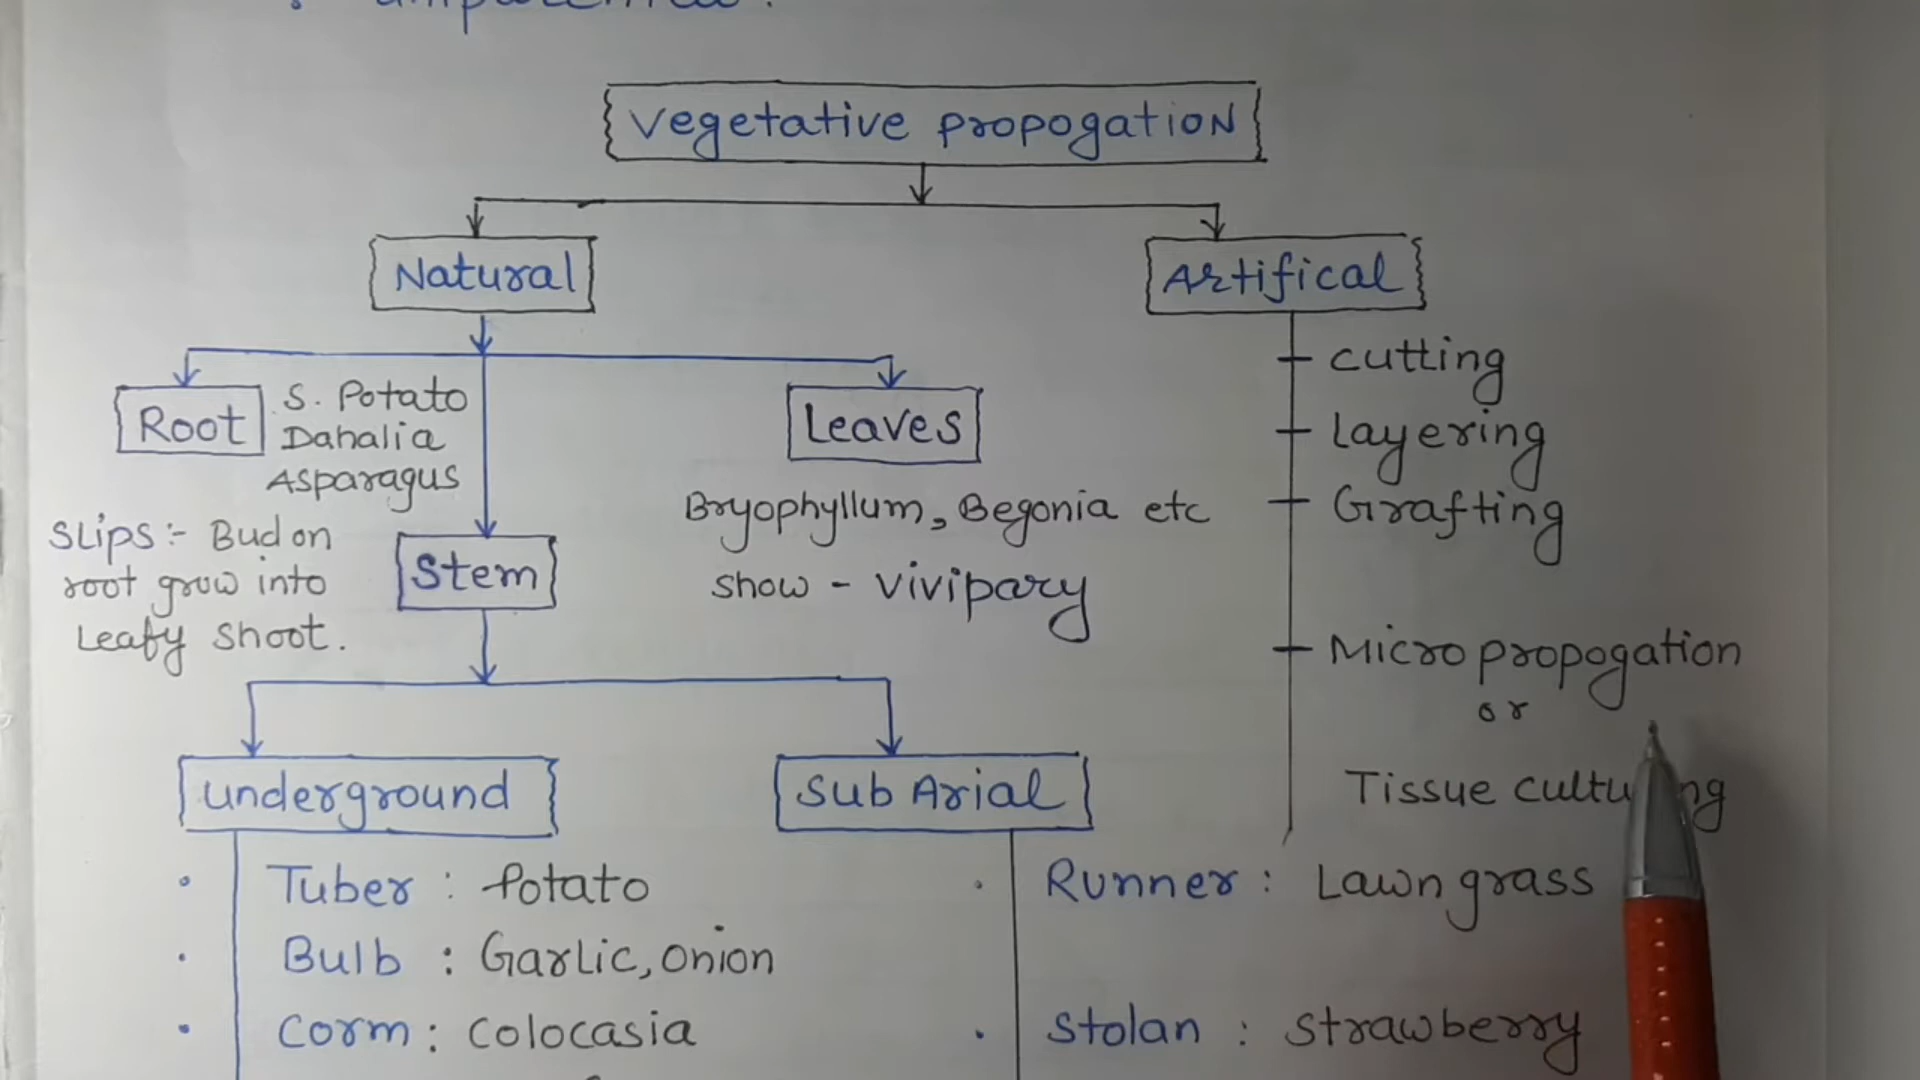 Vegetative propogation
Natural
Artifical
Root
S. Potato
Dahalia
Asparagus
Leaves
cutting
Layering
Grafting
Slips:- Bud on
root grow into
Leafy Shoot.
Stem
Bryophyllum, Begonia etc
Show - Vivipary
Micro propogation
or
Tissue
underground
Sub Arial
Tuber : Potato
Bulb : Garlic, Onion
Corm : Colocasia
Runner : Lawn grass
Stolan : Strawberry